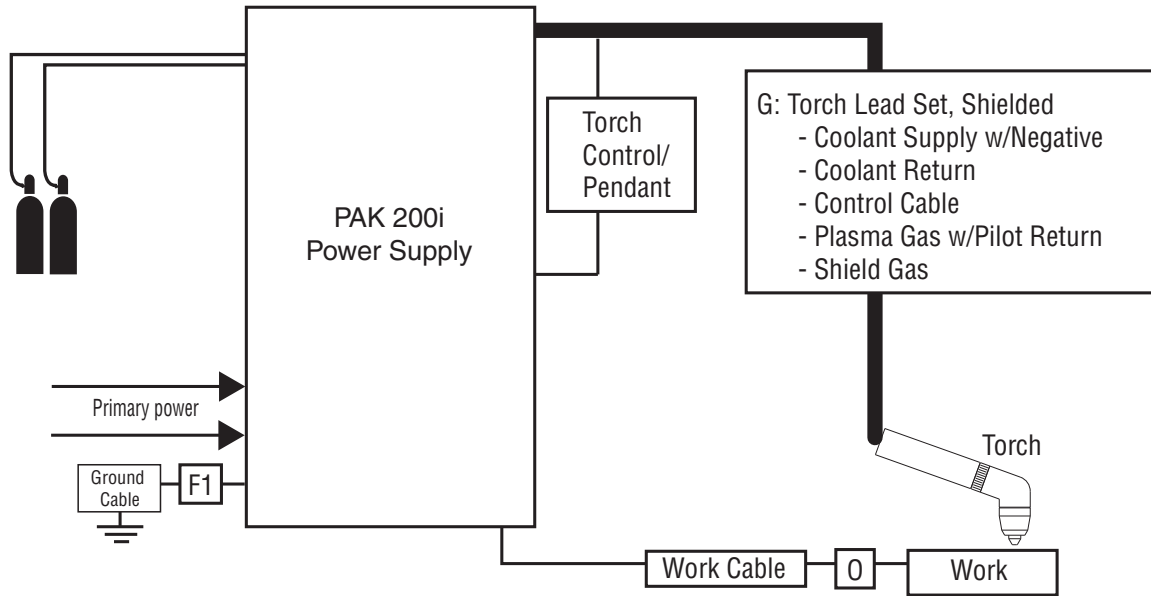 PAK 200i
Power Supply
Torch
Control/
Pendant
G: Torch Lead Set, Shielded
- Coolant Supply w/Negative
- Coolant Return
- Control Cable
- Plasma Gas w/Pilot Return
- Shield Gas
Primary power
Ground
Cable
F1
Torch
Work Cable
O
Work